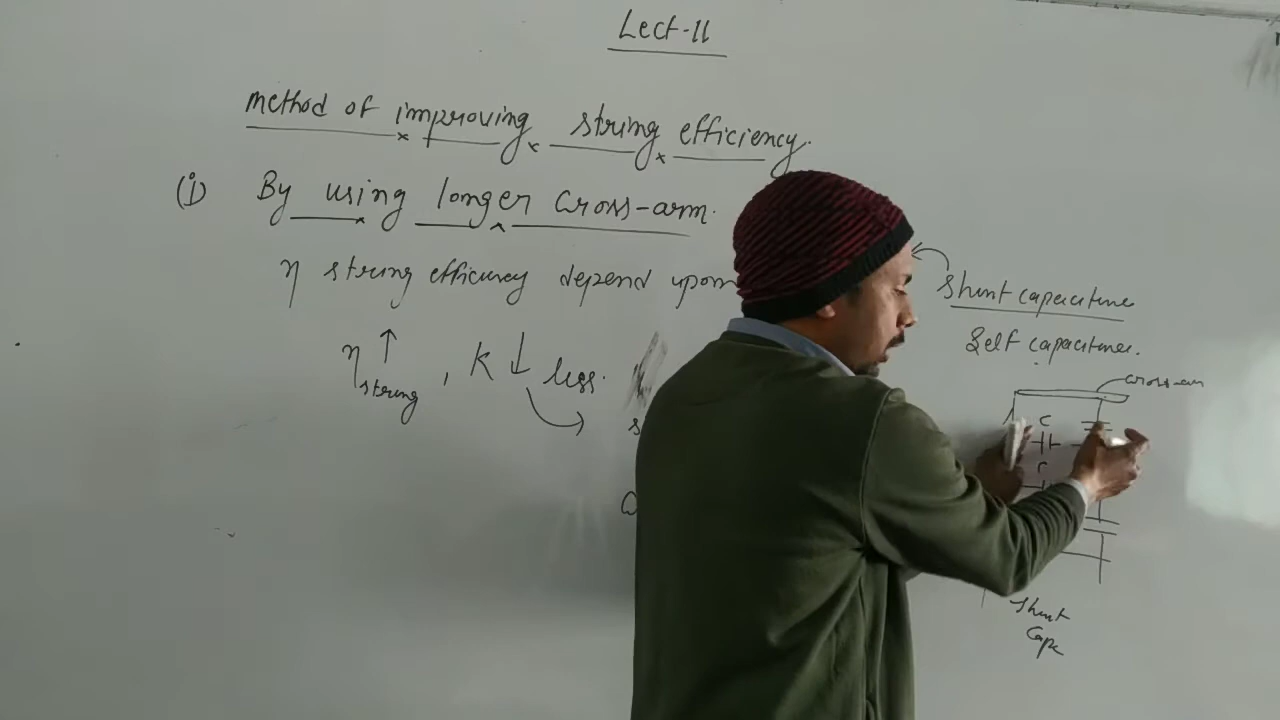 Lect-11
method of improving string efficiency.
(i) By using longer Cross-arm.
η string efficiency depend upon
Shunt capacitance
Self capacitance.
η string ↑, K ↓ less.
cross-arm
C
C
Shunt
Capc